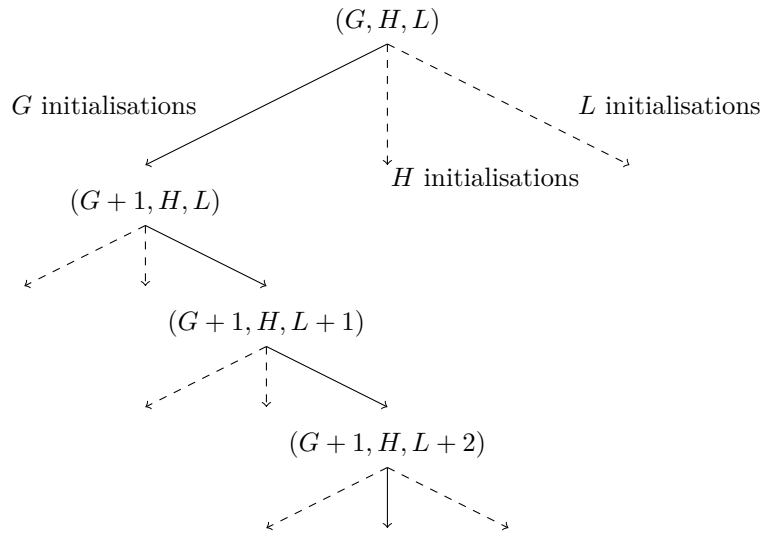 (G, H, L)
G initialisations
L initialisations
H initialisations
(G + 1, H, L)
(G + 1, H, L + 1)
(G + 1, H, L + 2)